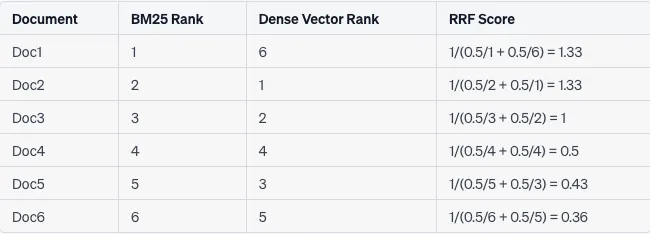 Document BM25 Rank Dense Vector Rank RRF Score
Doc1 1 6 1/(0.5/1 + 0.5/6) = 1.33
Doc2 2 1 1/(0.5/2 + 0.5/1) = 1.33
Doc3 3 2 1/(0.5/3 + 0.5/2) = 1
Doc4 4 4 1/(0.5/4 + 0.5/4) = 0.5
Doc5 5 3 1/(0.5/5 + 0.5/3) = 0.43
Doc6 6 5 1/(0.5/6 + 0.5/5) = 0.36